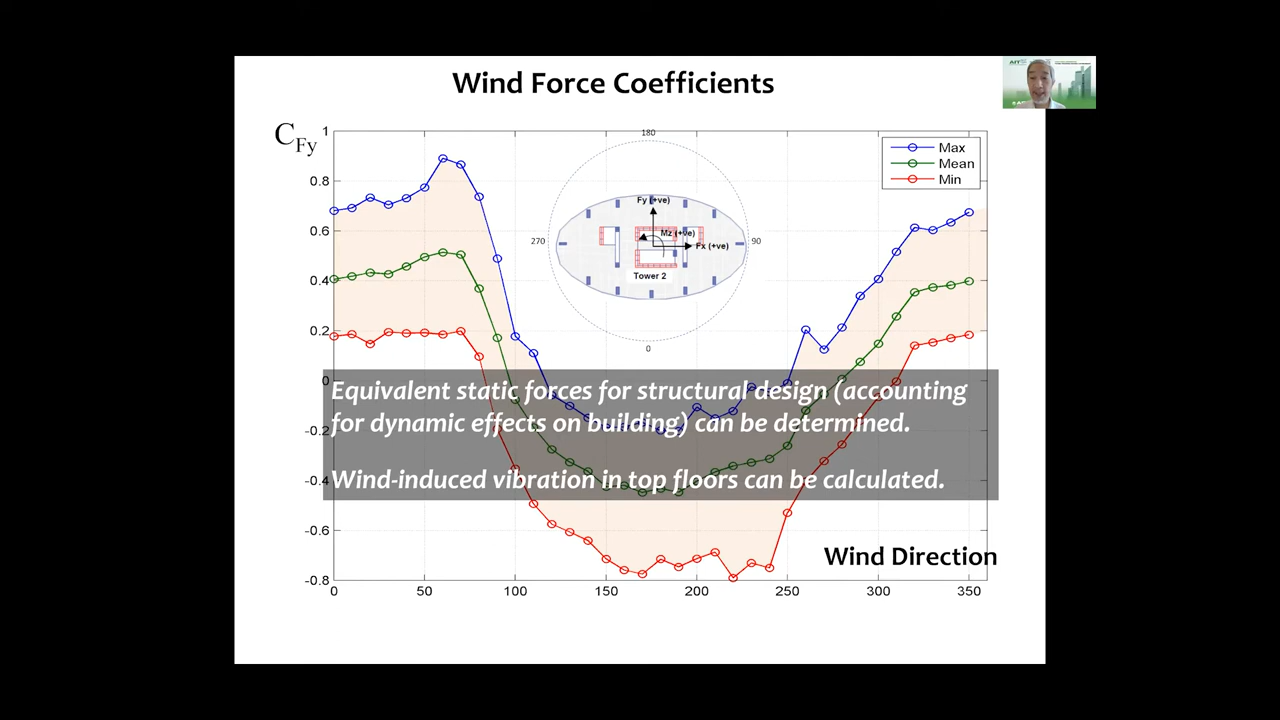 Wind Force Coefficients
AIT
C_Fy
1
0.8
0.6
0.4
0.2
0
-0.2
-0.4
-0.6
-0.8
0
50
100
150
200
250
300
350
Max
Mean
Min
180
270
90
0
Fy (+ve)
Mz (+ve)
Fx (+ve)
Tower 2
Equivalent static forces for structural design (accounting
for dynamic effects on building) can be determined.
Wind-induced vibration in top floors can be calculated.
Wind Direction